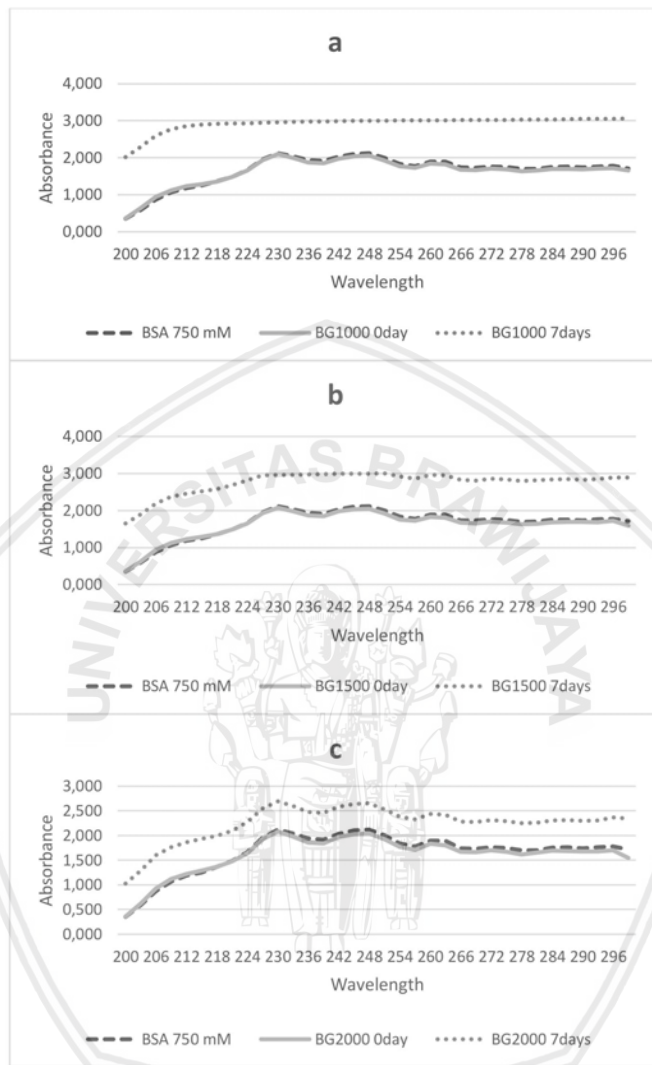 a
4,000
3,000
2,000
1,000
0,000
Absorbance
200 206 212 218 224 230 236 242 248 254 260 266 272 278 284 290 296
Wavelength
BSA 750 mM BG1000 0day BG1000 7days
b
4,000
3,000
2,000
1,000
0,000
Absorbance
200 206 212 218 224 230 236 242 248 254 260 266 272 278 284 290 296
Wavelength
BSA 750 mM BG1500 0day BG1500 7days
c
3,000
2,500
2,000
1,500
1,000
0,500
0,000
Absorbance
200 206 212 218 224 230 236 242 248 254 260 266 272 278 284 290 296
Wavelength
BSA 750 mM BG2000 0day BG2000 7days
UNIVERSITAS BRAWIJAYA